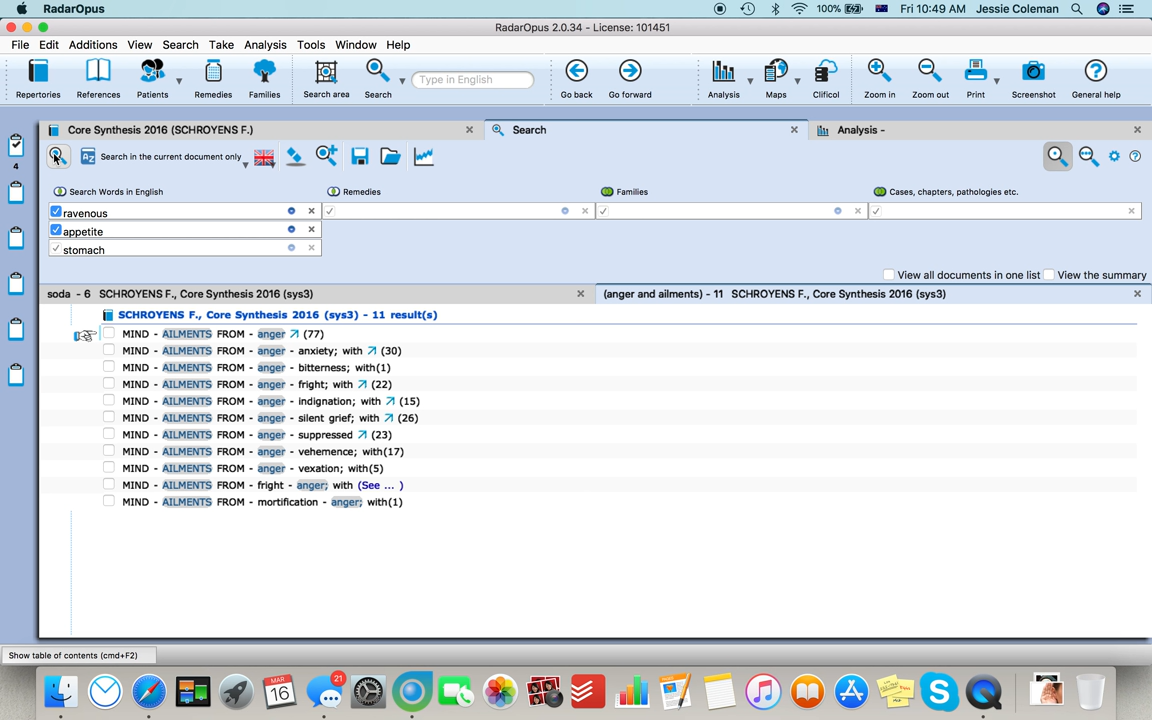 RadarOpus 100% Fri 10:49 AM Jessie Coleman
RadarOpus 2.0.34 - License: 101451
File Edit Additions View Search Take Analysis Tools Window Help
Type in English
Repertories References Patients Remedies Families Search area Search Go back Go forward Analysis Maps Clificol Zoom in Zoom out Print Screenshot General help
Core Synthesis 2016 (SCHROYENS F.) Search Analysis -
4
Search in the current document only
Search Words in English Remedies Families Cases, chapters, pathologies etc.
ravenous
appetite
stomach
View all documents in one list View the summary
soda - 6 SCHROYENS F., Core Synthesis 2016 (sys3) (anger and ailments) - 11 SCHROYENS F., Core Synthesis 2016 (sys3)
SCHROYENS F., Core Synthesis 2016 (sys3) - 11 result(s)
MIND - AILMENTS FROM - anger (77)
MIND - AILMENTS FROM - anger - anxiety; with (30)
MIND - AILMENTS FROM - anger - bitterness; with(1)
MIND - AILMENTS FROM - anger - fright; with (22)
MIND - AILMENTS FROM - anger - indignation; with (15)
MIND - AILMENTS FROM - anger - silent grief; with (26)
MIND - AILMENTS FROM - anger - suppressed (23)
MIND - AILMENTS FROM - anger - vehemence; with(17)
MIND - AILMENTS FROM - anger - vexation; with(5)
MIND - AILMENTS FROM - fright - anger; with (See ... )
MIND - AILMENTS FROM - mortification - anger; with(1)
Show table of contents (cmd+F2)
21
MAR
16